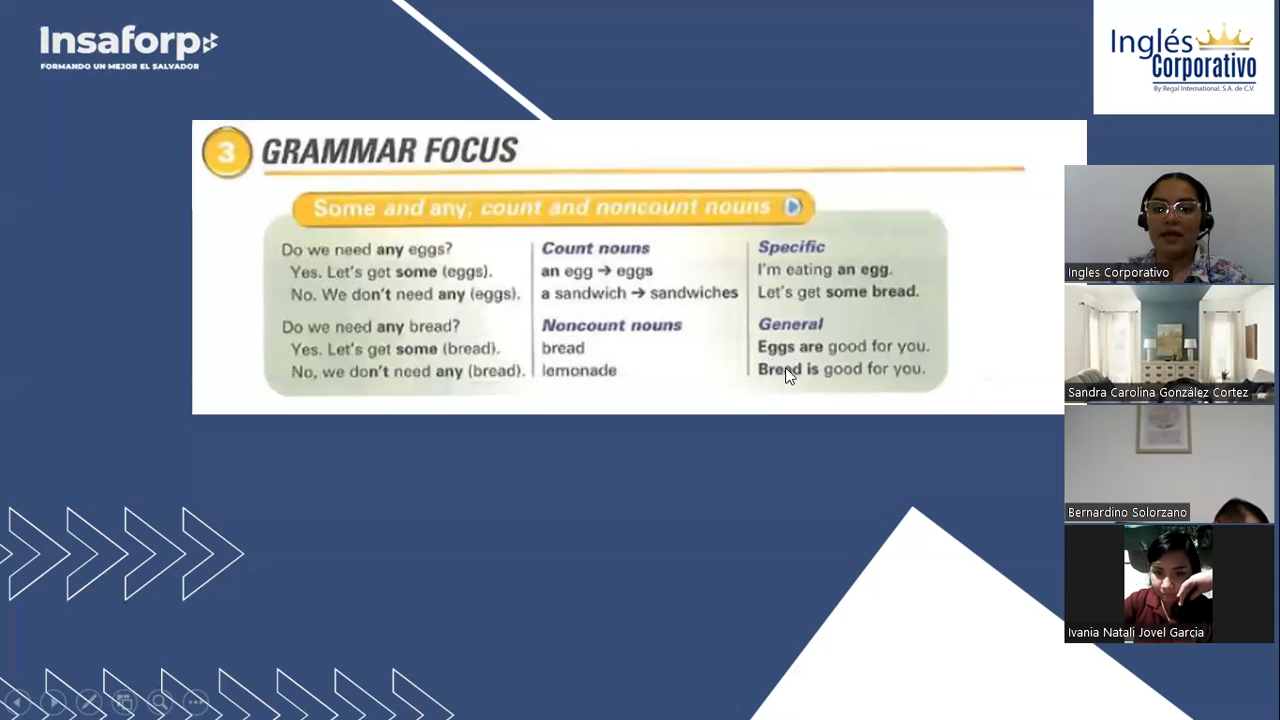 Insaforp
FORMANDO UN MEJOR EL SALVADOR
Inglés
Corporativo
By Regal International, S.A. de C.V.
3 GRAMMAR FOCUS
Some and any; count and noncount nouns
Do we need any eggs?
Yes. Let's get some (eggs).
No. We don't need any (eggs).
Do we need any bread?
Yes. Let's get some (bread).
No, we don't need any (bread).
Count nouns
an egg → eggs
a sandwich → sandwiches
Noncount nouns
bread
lemonade
Specific
I'm eating an egg.
Let's get some bread.
General
Eggs are good for you.
Bread is good for you.
Ingles Corporativo
Sandra Carolina González Cortez
Bernardino Solorzano
Ivania Natali Jovel Garcia